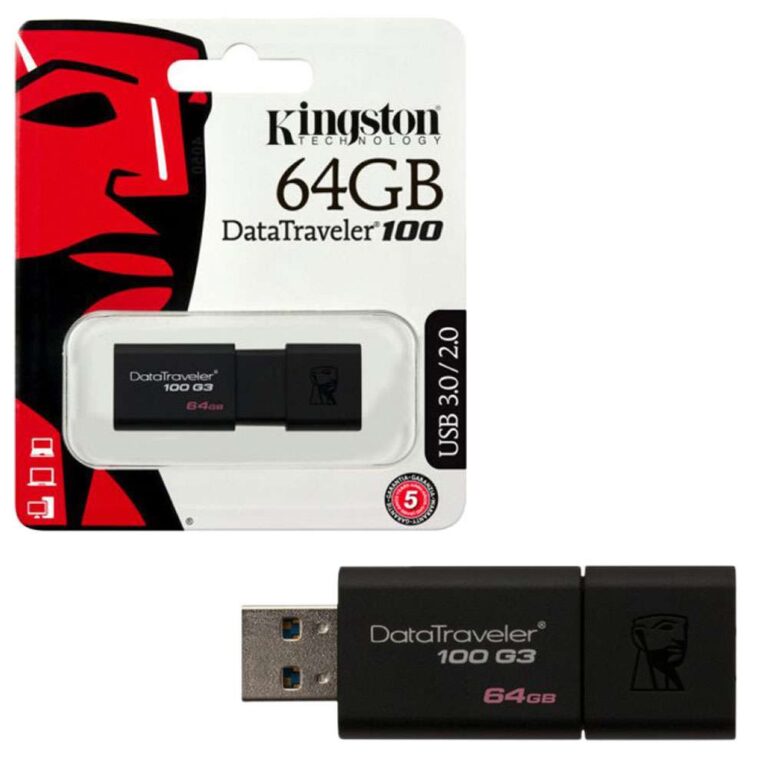 Kingston
TECHNOLOGY
64GB
DataTraveler® 100
DataTraveler®
100 G3
64GB
USB 3.0 / 2.0
5
®
DataTraveler®
100 G3
64GB